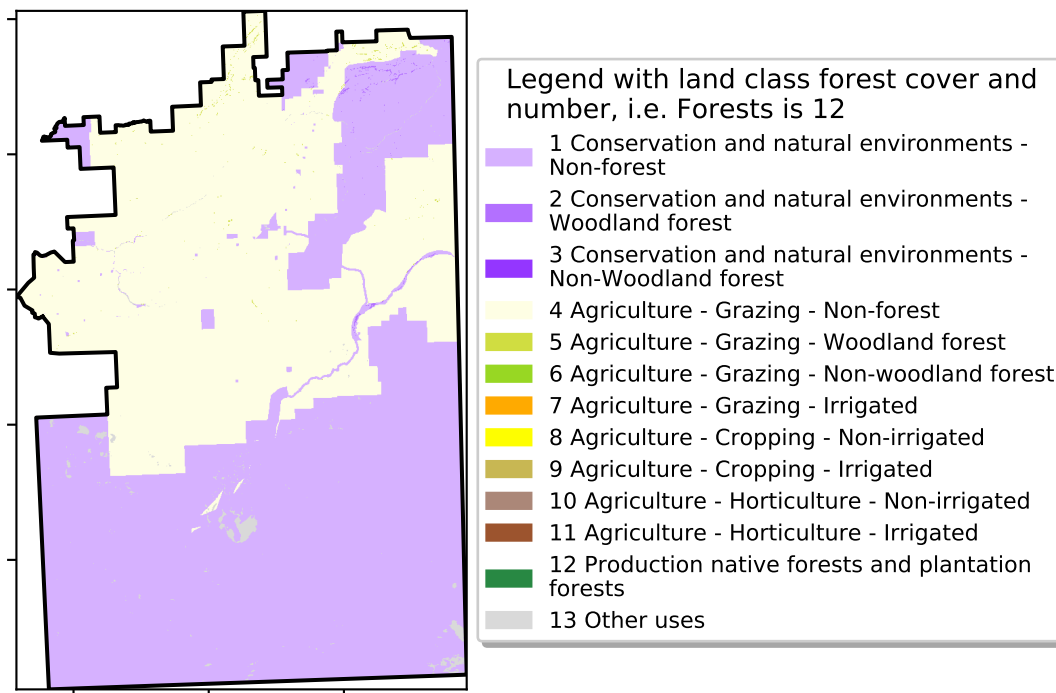 Legend with land class forest cover and
number, i.e. Forests is 12
1 Conservation and natural environments -
Non-forest
2 Conservation and natural environments -
Woodland forest
3 Conservation and natural environments -
Non-Woodland forest
4 Agriculture - Grazing - Non-forest
5 Agriculture - Grazing - Woodland forest
6 Agriculture - Grazing - Non-woodland forest
7 Agriculture - Grazing - Irrigated
8 Agriculture - Cropping - Non-irrigated
9 Agriculture - Cropping - Irrigated
10 Agriculture - Horticulture - Non-irrigated
11 Agriculture - Horticulture - Irrigated
12 Production native forests and plantation
forests
13 Other uses